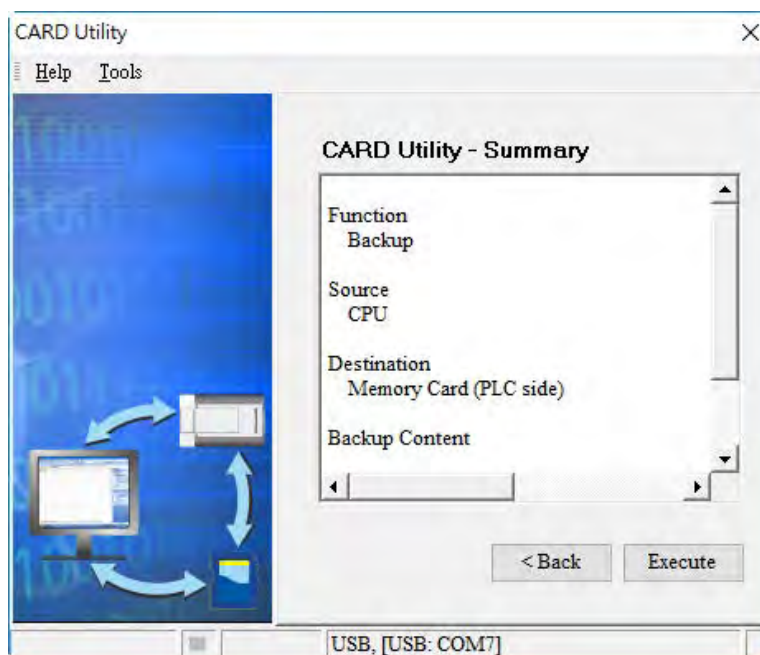 CARD Utility
Help Tools
CARD Utility - Summary
Function
Backup
Source
CPU
Destination
Memory Card (PLC side)
Backup Content
< Back Execute
USB, [USB: COM7]